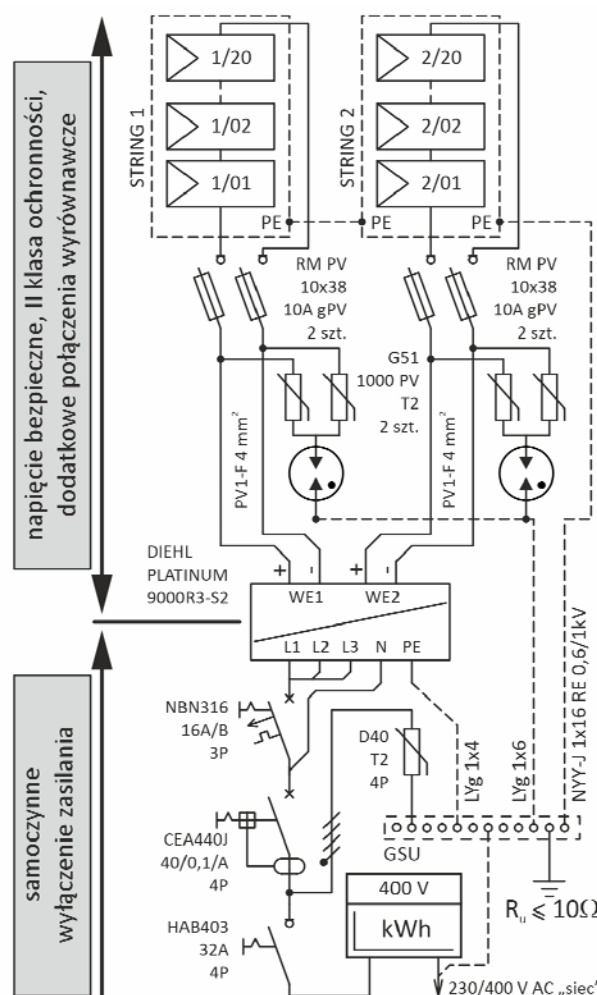 napięcie bezpieczne, II klasa ochronności,
dodatkowe połączenia wyrównawcze
STRING 1
1/20
1/02
1/01
PE
STRING 2
2/20
2/02
2/01
PE
RM PV
10x38
10A gPV
2 szt.
RM PV
10x38
10A gPV
2 szt.
G51
1000 PV
T2
2 szt.
PV1-F 4 mm²
PV1-F 4 mm²
DIEHL
PLATINUM
9000R3-S2
+ - + -
WE1 WE2
L1 L2 L3 N PE
samoczynne
wyłączenie zasilania
NBN316
16A/B
3P
D40
T2
4P
LYg 1x4
LYg 1x6
NYY-J 1x16 RE 0,6/1kV
CEA440J
40/0,1/A
4P
GSU
HAB403
32A
4P
400 V
kWh
Ru ⩽ 10Ω
230/400 V AC „siec”